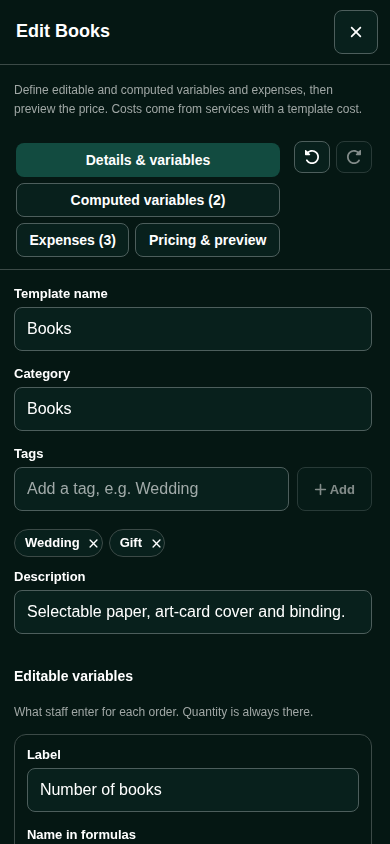 Edit Books
Define editable and computed variables and expenses, then
preview the price. Costs come from services with a template cost.
Details & variables
Computed variables (2)
Expenses (3)
Pricing & preview
Template name
Books
Category
Books
Tags
Add a tag, e.g. Wedding
Add
Wedding
Gift
Description
Selectable paper, art-card cover and binding.
Editable variables
What staff enter for each order. Quantity is always there.
Label
Number of books
Name in formulas